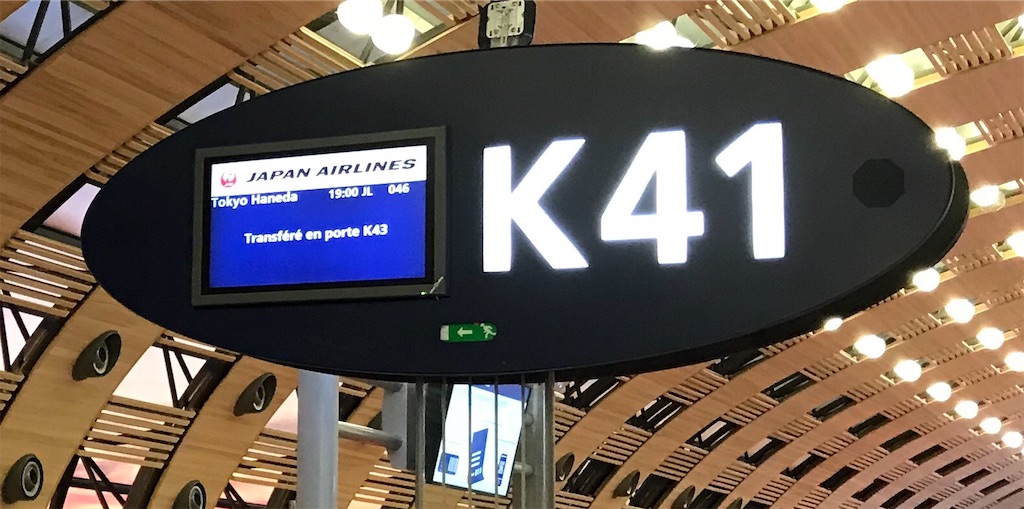 JAPAN AIRLINES
Tokyo Haneda 19:00 JL 046
Transféré en porte K43
K41